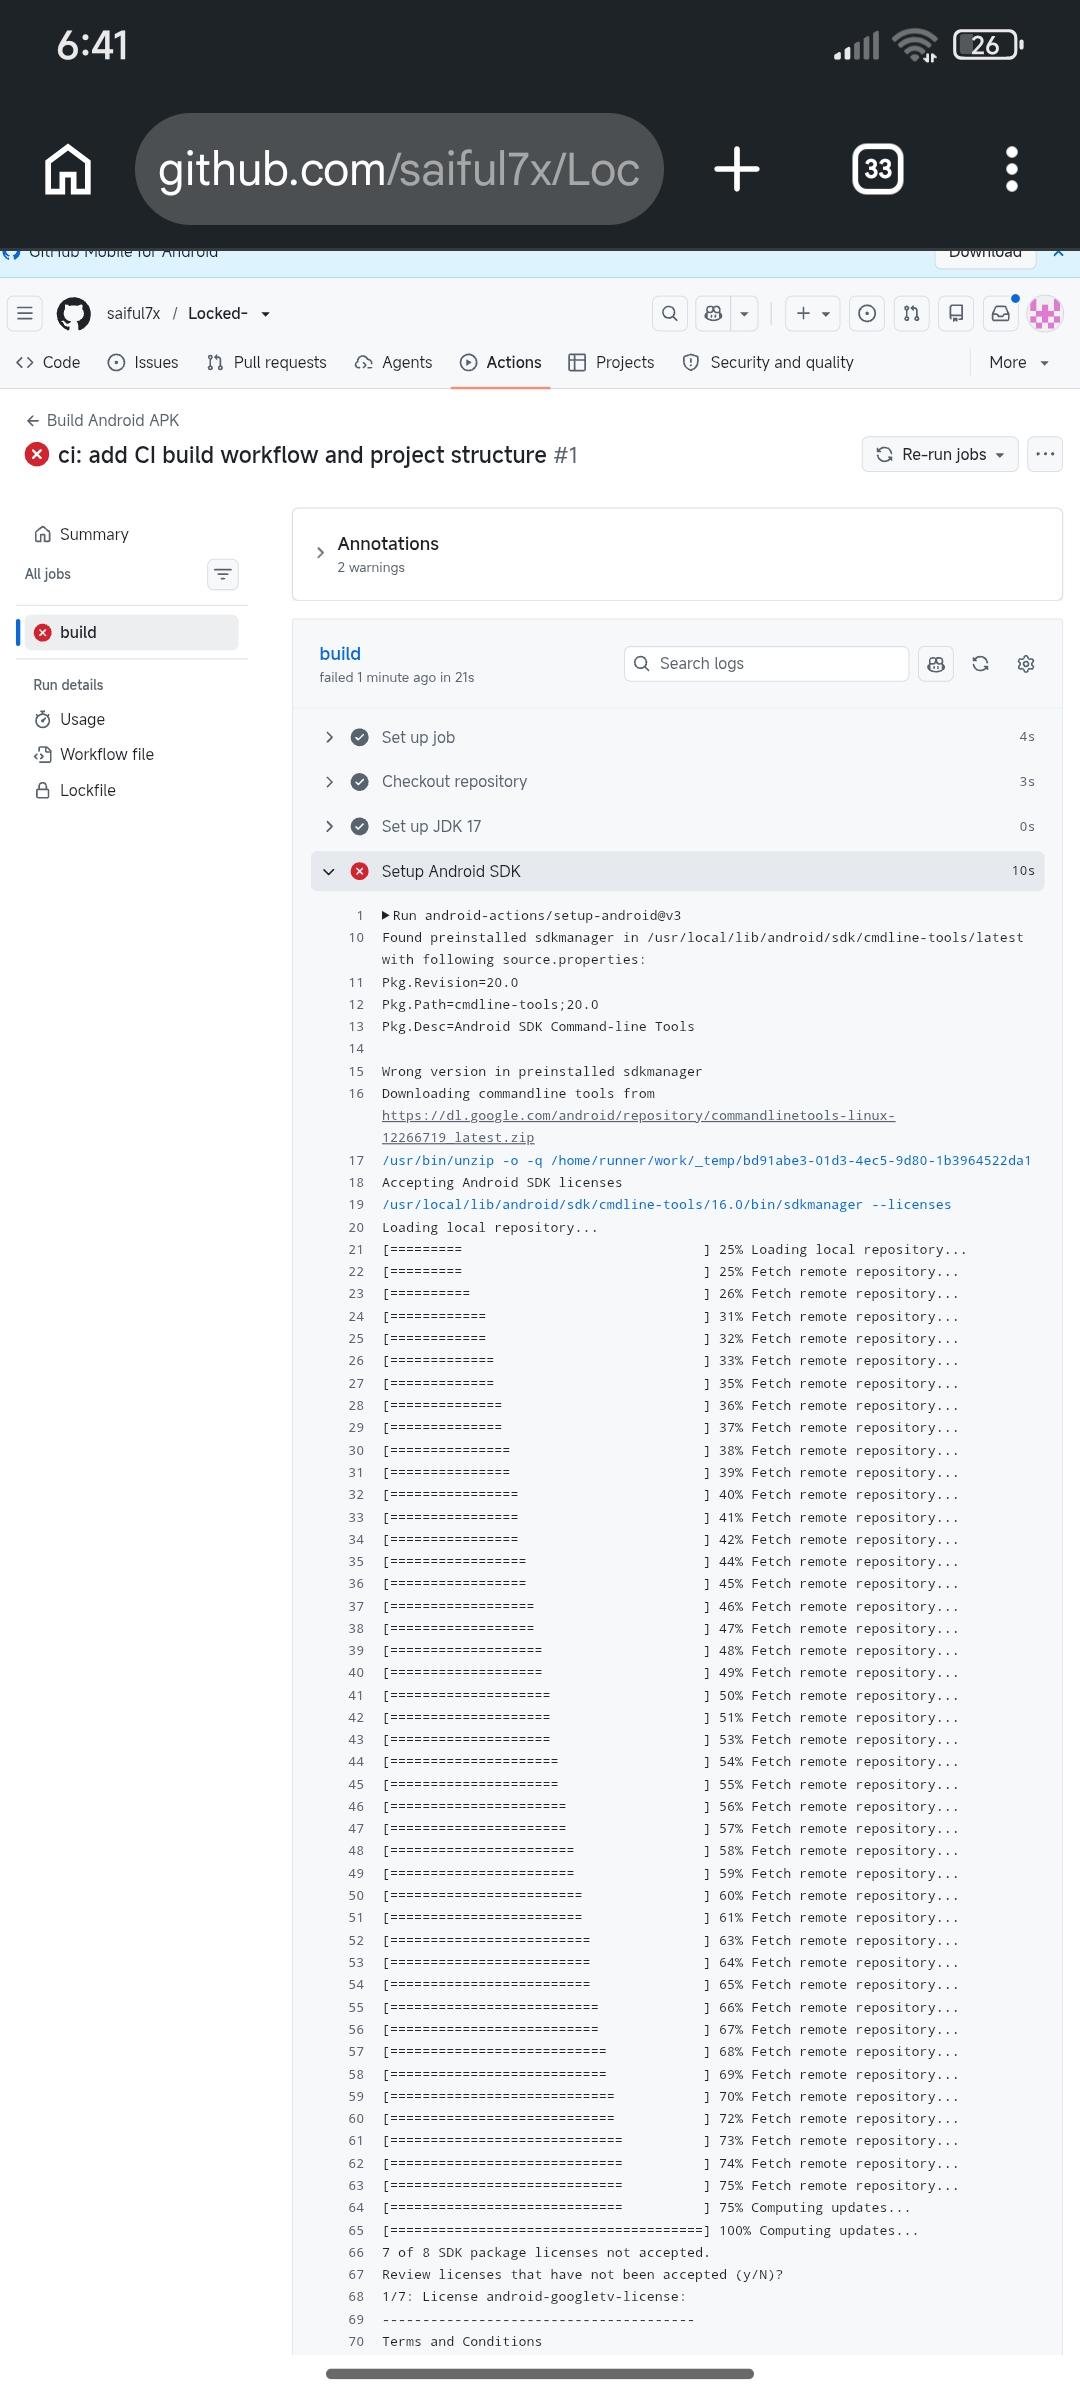 6:41
26
github.com/saiful7x/Loc
33
GitHub Mobile for Android
Download
saiful7x / Locked-
Code
Issues
Pull requests
Agents
Actions
Projects
Security and quality
More
Build Android APK
ci: add CI build workflow and project structure #1
Re-run jobs
Summary
All jobs
build
Run details
Usage
Workflow file
Lockfile
Annotations
2 warnings
build
failed 1 minute ago in 21s
Search logs
Set up job 4s
Checkout repository 3s
Set up JDK 17 0s
Setup Android SDK 10s
1 Run android-actions/setup-android@v3
10 Found preinstalled sdkmanager in /usr/local/lib/android/sdk/cmdline-tools/latest
with following source.properties:
11 Pkg.Revision=20.0
12 Pkg.Path=cmdline-tools;20.0
13 Pkg.Desc=Android SDK Command-line Tools
14
15 Wrong version in preinstalled sdkmanager
16 Downloading commandline tools from
https://dl.google.com/android/repository/commandlinetools-linux-
12266719_latest.zip
17 /usr/bin/unzip -o -q /home/runner/work/_temp/bd91abe3-01d3-4ec5-9d80-1b3964522da1
18 Accepting Android SDK licenses
19 /usr/local/lib/android/sdk/cmdline-tools/16.0/bin/sdkmanager --licenses
20 Loading local repository...
21 [=========                              ] 25% Loading local repository...
22 [=========                              ] 25% Fetch remote repository...
23 [==========                             ] 26% Fetch remote repository...
24 [============                           ] 31% Fetch remote repository...
25 [============                           ] 32% Fetch remote repository...
26 [=============                          ] 33% Fetch remote repository...
27 [=============                          ] 35% Fetch remote repository...
28 [==============                         ] 36% Fetch remote repository...
29 [==============                         ] 37% Fetch remote repository...
30 [===============                        ] 38% Fetch remote repository...
31 [===============                        ] 39% Fetch remote repository...
32 [================                       ] 40% Fetch remote repository...
33 [================                       ] 41% Fetch remote repository...
34 [================                       ] 42% Fetch remote repository...
35 [=================                      ] 44% Fetch remote repository...
36 [=================                      ] 45% Fetch remote repository...
37 [==================                     ] 46% Fetch remote repository...
38 [==================                     ] 47% Fetch remote repository...
39 [===================                    ] 48% Fetch remote repository...
40 [===================                    ] 49% Fetch remote repository...
41 [====================                   ] 50% Fetch remote repository...
42 [====================                   ] 51% Fetch remote repository...
43 [====================                   ] 53% Fetch remote repository...
44 [=====================                  ] 54% Fetch remote repository...
45 [=====================                  ] 55% Fetch remote repository...
46 [======================                 ] 56% Fetch remote repository...
47 [======================                 ] 57% Fetch remote repository...
48 [=======================                ] 58% Fetch remote repository...
49 [=======================                ] 59% Fetch remote repository...
50 [========================               ] 60% Fetch remote repository...
51 [========================               ] 61% Fetch remote repository...
52 [=========================              ] 63% Fetch remote repository...
53 [=========================              ] 64% Fetch remote repository...
54 [=========================              ] 65% Fetch remote repository...
55 [==========================             ] 66% Fetch remote repository...
56 [==========================             ] 67% Fetch remote repository...
57 [===========================            ] 68% Fetch remote repository...
58 [===========================            ] 69% Fetch remote repository...
59 [============================           ] 70% Fetch remote repository...
60 [============================           ] 72% Fetch remote repository...
61 [=============================          ] 73% Fetch remote repository...
62 [=============================          ] 74% Fetch remote repository...
63 [=============================          ] 75% Fetch remote repository...
64 [=============================          ] 75% Computing updates...
65 [=======================================] 100% Computing updates...
66 7 of 8 SDK package licenses not accepted.
67 Review licenses that have not been accepted (y/N)?
68 1/7: License android-googletv-license:
69 ---------------------------------------
70 Terms and Conditions